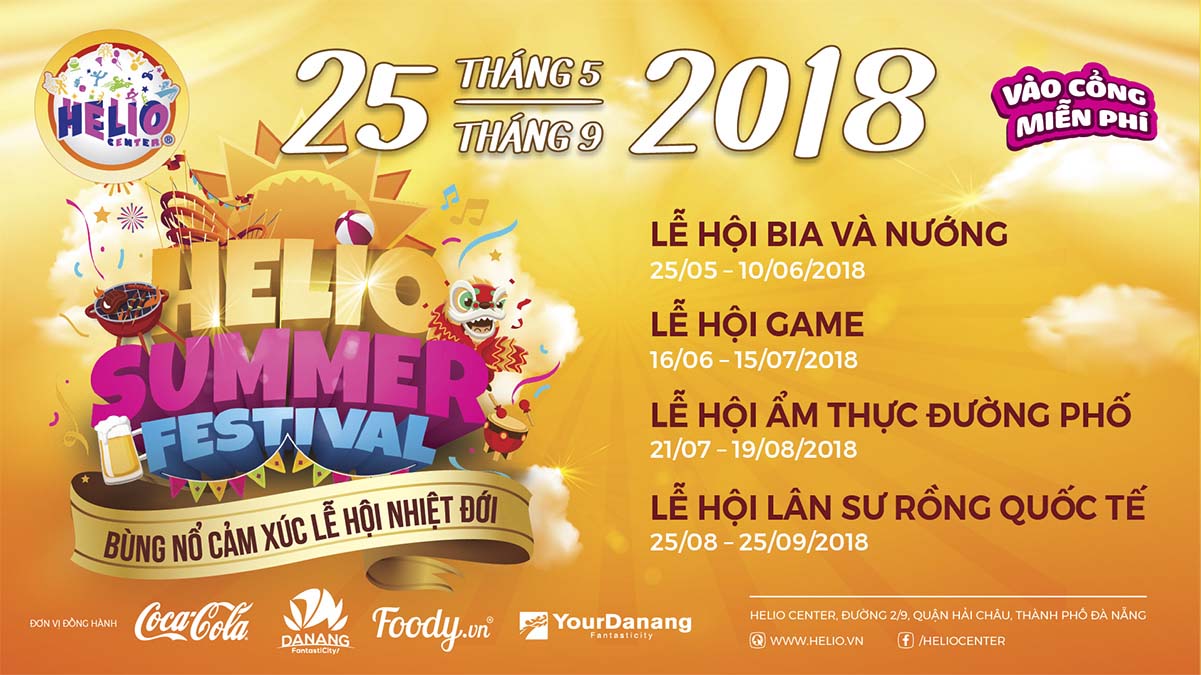 HELIO
CENTER®
25 THÁNG 5 2018
THÁNG 9
VÀO CỔNG
MIỄN PHÍ
HELIO
SUMMER
FESTIVAL
BÙNG NỔ CẢM XÚC LỄ HỘI NHIỆT ĐỚI
LỄ HỘI BIA VÀ NƯỚNG
25/05 – 10/06/2018
LỄ HỘI GAME
16/06 – 15/07/2018
LỄ HỘI ẨM THỰC ĐƯỜNG PHỐ
21/07 – 19/08/2018
LỄ HỘI LÂN SƯ RỒNG QUỐC TẾ
25/08 – 25/09/2018
ĐƠN VỊ ĐỒNG HÀNH
Coca-Cola
DANANG
FantastiCity!
Foody.vn®
YourDanang
Fantasticity
HELIO CENTER, ĐƯỜNG 2/9, QUẬN HẢI CHÂU, THÀNH PHỐ ĐÀ NẴNG
WWW.HELIO.VN /HELIOCENTER